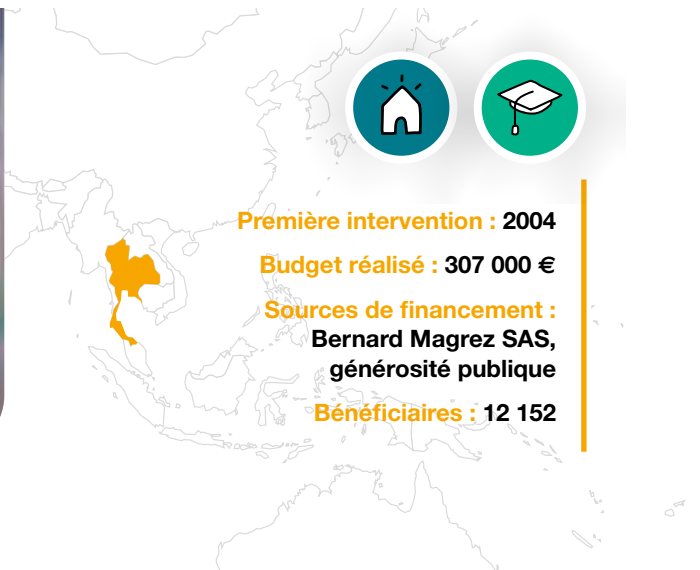 Première intervention : 2004
Budget réalisé : 307 000 €
Sources de financement :
Bernard Magrez SAS,
générosité publique
Bénéficiaires : 12 152